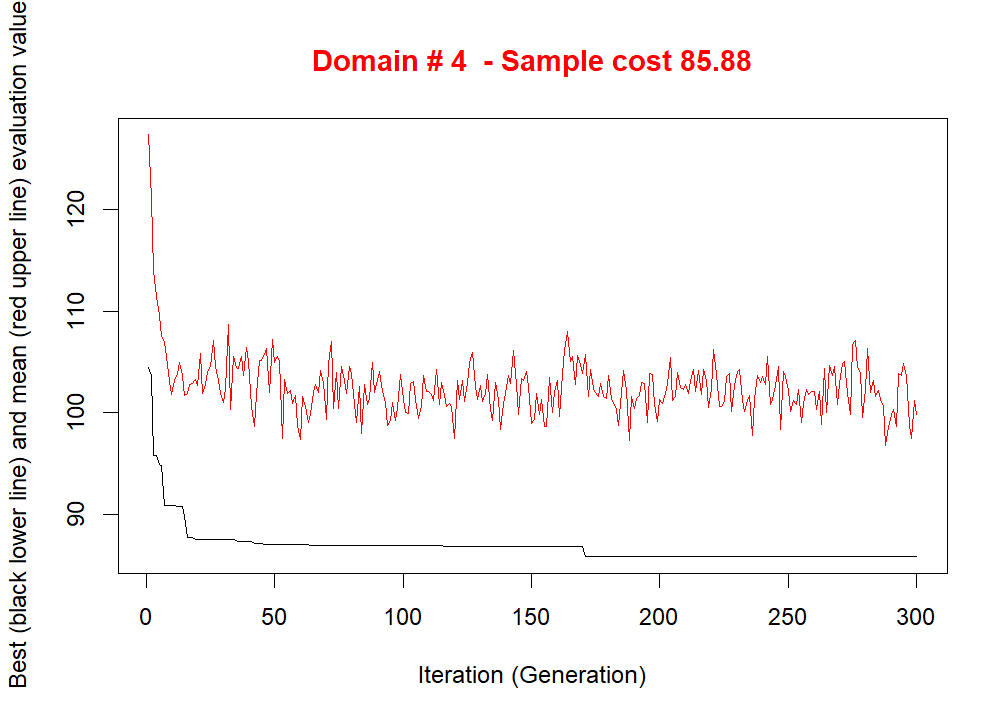 Domain # 4  - Sample cost 85.88
Best (black lower line) and mean (red upper line) evaluation value
120
110
100
90
0 50 100 150 200 250 300
Iteration (Generation)